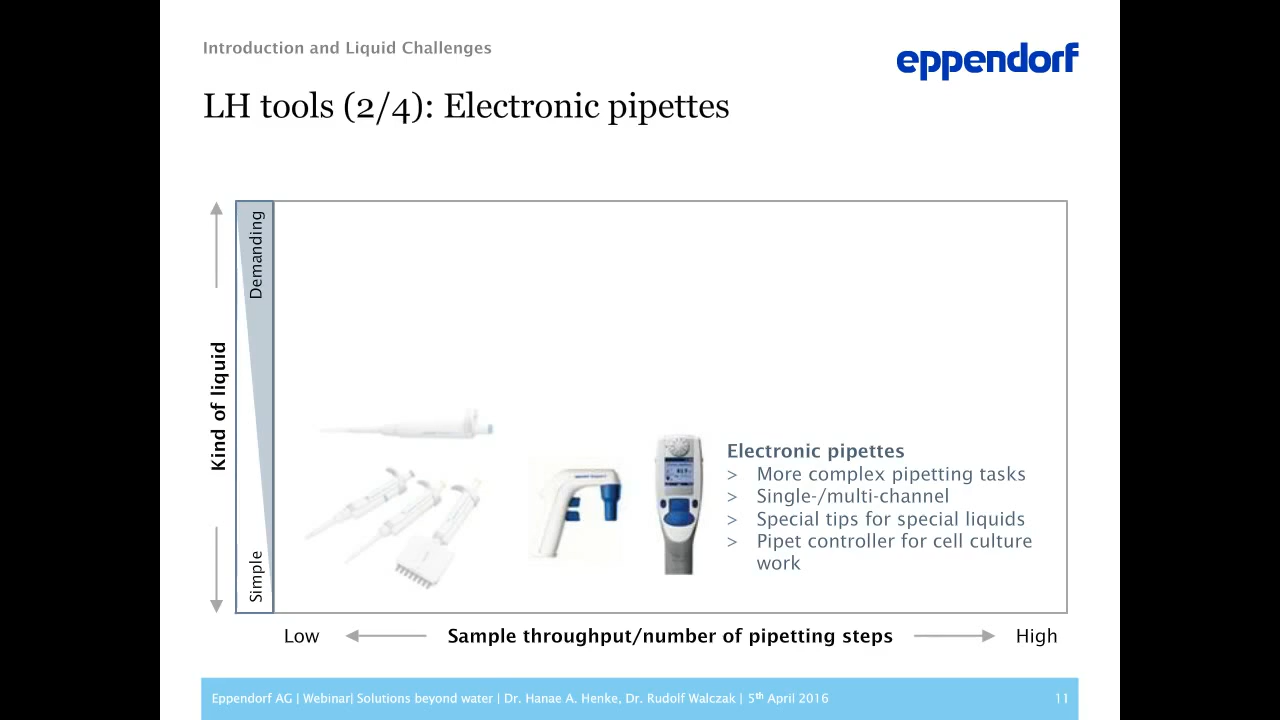 Introduction and Liquid Challenges
eppendorf
LH tools (2/4): Electronic pipettes
Demanding
Kind of liquid
Simple
Electronic pipettes
> More complex pipetting tasks
> Single-/multi-channel
> Special tips for special liquids
> Pipet controller for cell culture
work
Low
Sample throughput/number of pipetting steps
High
Eppendorf AG | Webinar| Solutions beyond water | Dr. Hanae A. Henke, Dr. Rudolf Walczak | 5th April 2016
11